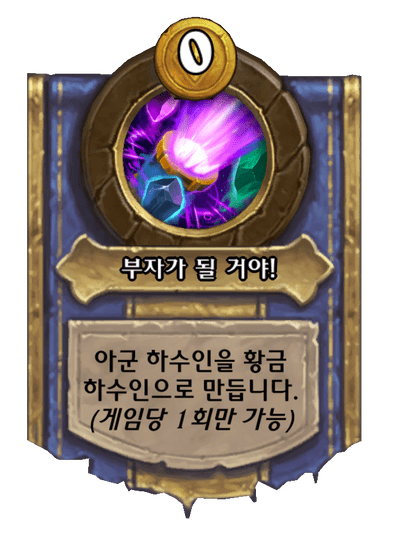 0
부자가 될 거야!
아군 하수인을 황금
하수인으로 만듭니다.
(게임당 1회만 가능)